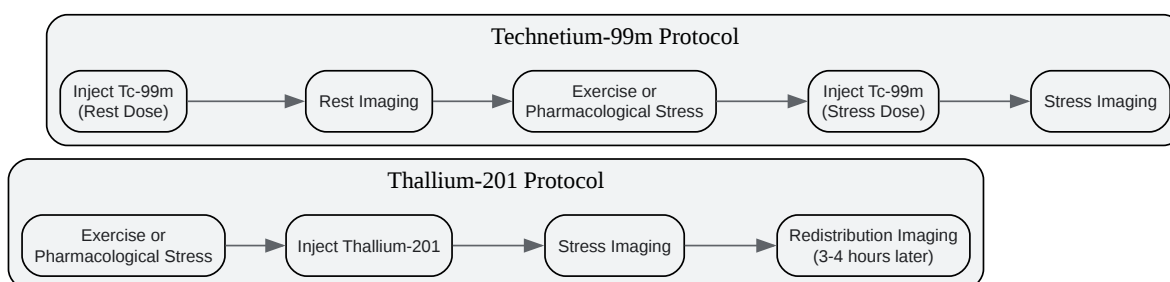 Technetium-99m Protocol
Inject Tc-99m
(Rest Dose)
Rest Imaging
Exercise or
Pharmacological Stress
Inject Tc-99m
(Stress Dose)
Stress Imaging
Thallium-201 Protocol
Exercise or
Pharmacological Stress
Inject Thallium-201
Stress Imaging
Redistribution Imaging
(3-4 hours later)